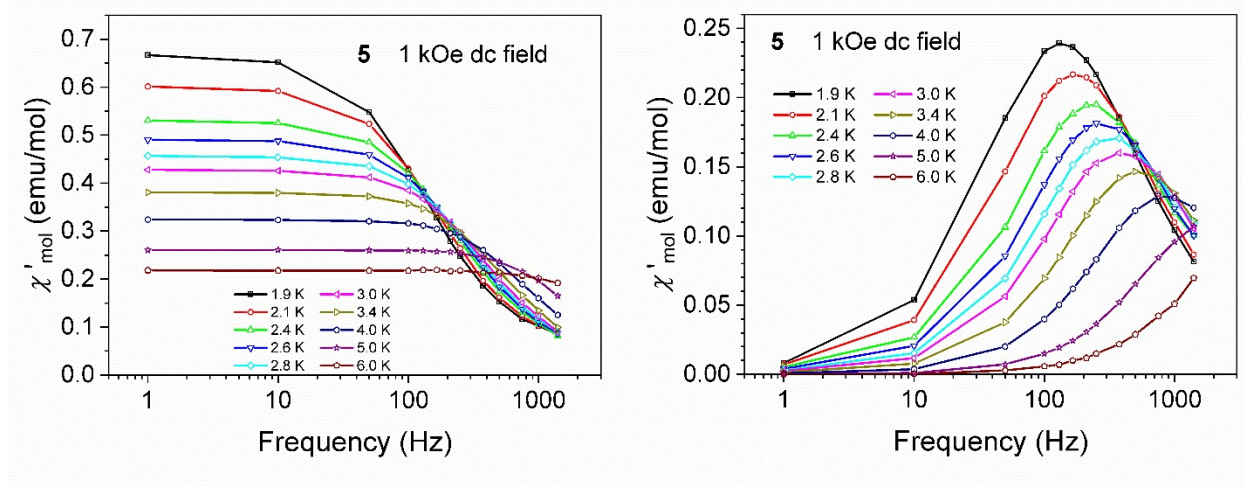 5 1 kOe dc field
χ'mol (emu/mol)
0.7
0.6
0.5
0.4
0.3
0.2
0.1
0.0
1.9 K 3.0 K
2.1 K 3.4 K
2.4 K 4.0 K
2.6 K 5.0 K
2.8 K 6.0 K
1 10 100 1000
Frequency (Hz)
5 1 kOe dc field
χ'mol (emu/mol)
0.25
0.20
0.15
0.10
0.05
0.00
1.9 K 3.0 K
2.1 K 3.4 K
2.4 K 4.0 K
2.6 K 5.0 K
2.8 K 6.0 K
1 10 100 1000
Frequency (Hz)